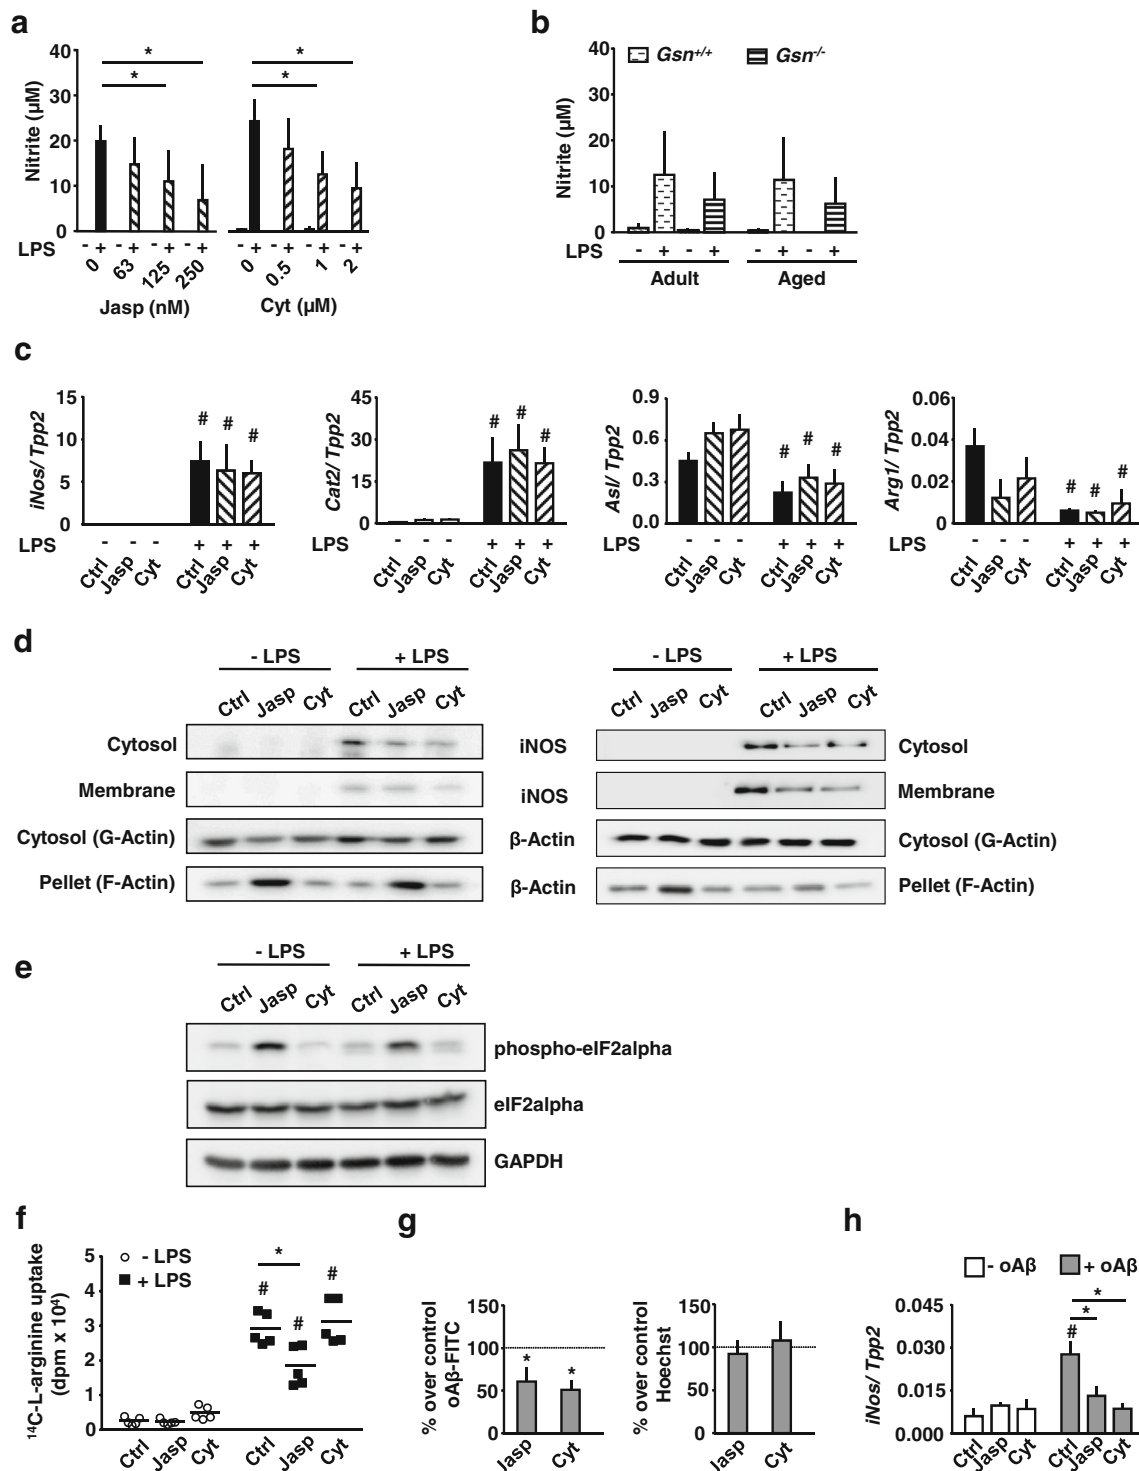 a
Nitrite (µM)
40
30
20
10
0
* *
* *
LPS - + - + - + - + - + - + - + - +
0 63 125 250 0 0.5 1 2
Jasp (nM) Cyt (µM)
b
Gsn+/+ Gsn-/-
Nitrite (µM)
40
30
20
10
0
LPS - + - + - + - +
Adult Aged
c
iNos/ Tpp2
15
10
5
0
# # #
LPS - - - + + +
Ctrl Jasp Cyt Ctrl Jasp Cyt
Cat2/ Tpp2
45
30
15
0
# # #
LPS - - - + + +
Ctrl Jasp Cyt Ctrl Jasp Cyt
Asl/ Tpp2
0.9
0.6
0.3
0.0
# # #
LPS - - - + + +
Ctrl Jasp Cyt Ctrl Jasp Cyt
Arg1/ Tpp2
0.06
0.04
0.02
0
# # #
LPS - - - + + +
Ctrl Jasp Cyt Ctrl Jasp Cyt
d
- LPS + LPS - LPS + LPS
Ctrl Jasp Cyt Ctrl Jasp Cyt Ctrl Jasp Cyt Ctrl Jasp Cyt
Cytosol iNOS Cytosol
Membrane iNOS Membrane
Cytosol (G-Actin) β-Actin Cytosol (G-Actin)
Pellet (F-Actin) β-Actin Pellet (F-Actin)
e
- LPS + LPS
Ctrl Jasp Cyt Ctrl Jasp Cyt
phospho-eIF2alpha
eIF2alpha
GAPDH
f
14C-L-arginine uptake
(dpm x 10⁴)
- LPS
+ LPS
5
4
3
2
1
0
*
# # #
Ctrl Jasp Cyt Ctrl Jasp Cyt
g
% over control
oAβ-FITC
150
100
50
0
* *
Jasp Cyt
% over control
Hoechst
150
100
50
0
Jasp Cyt
h
- oAβ + oAβ
iNos/ Tpp2
0.045
0.030
0.015
0.000
*
*
#
Ctrl Jasp Cyt Ctrl Jasp Cyt